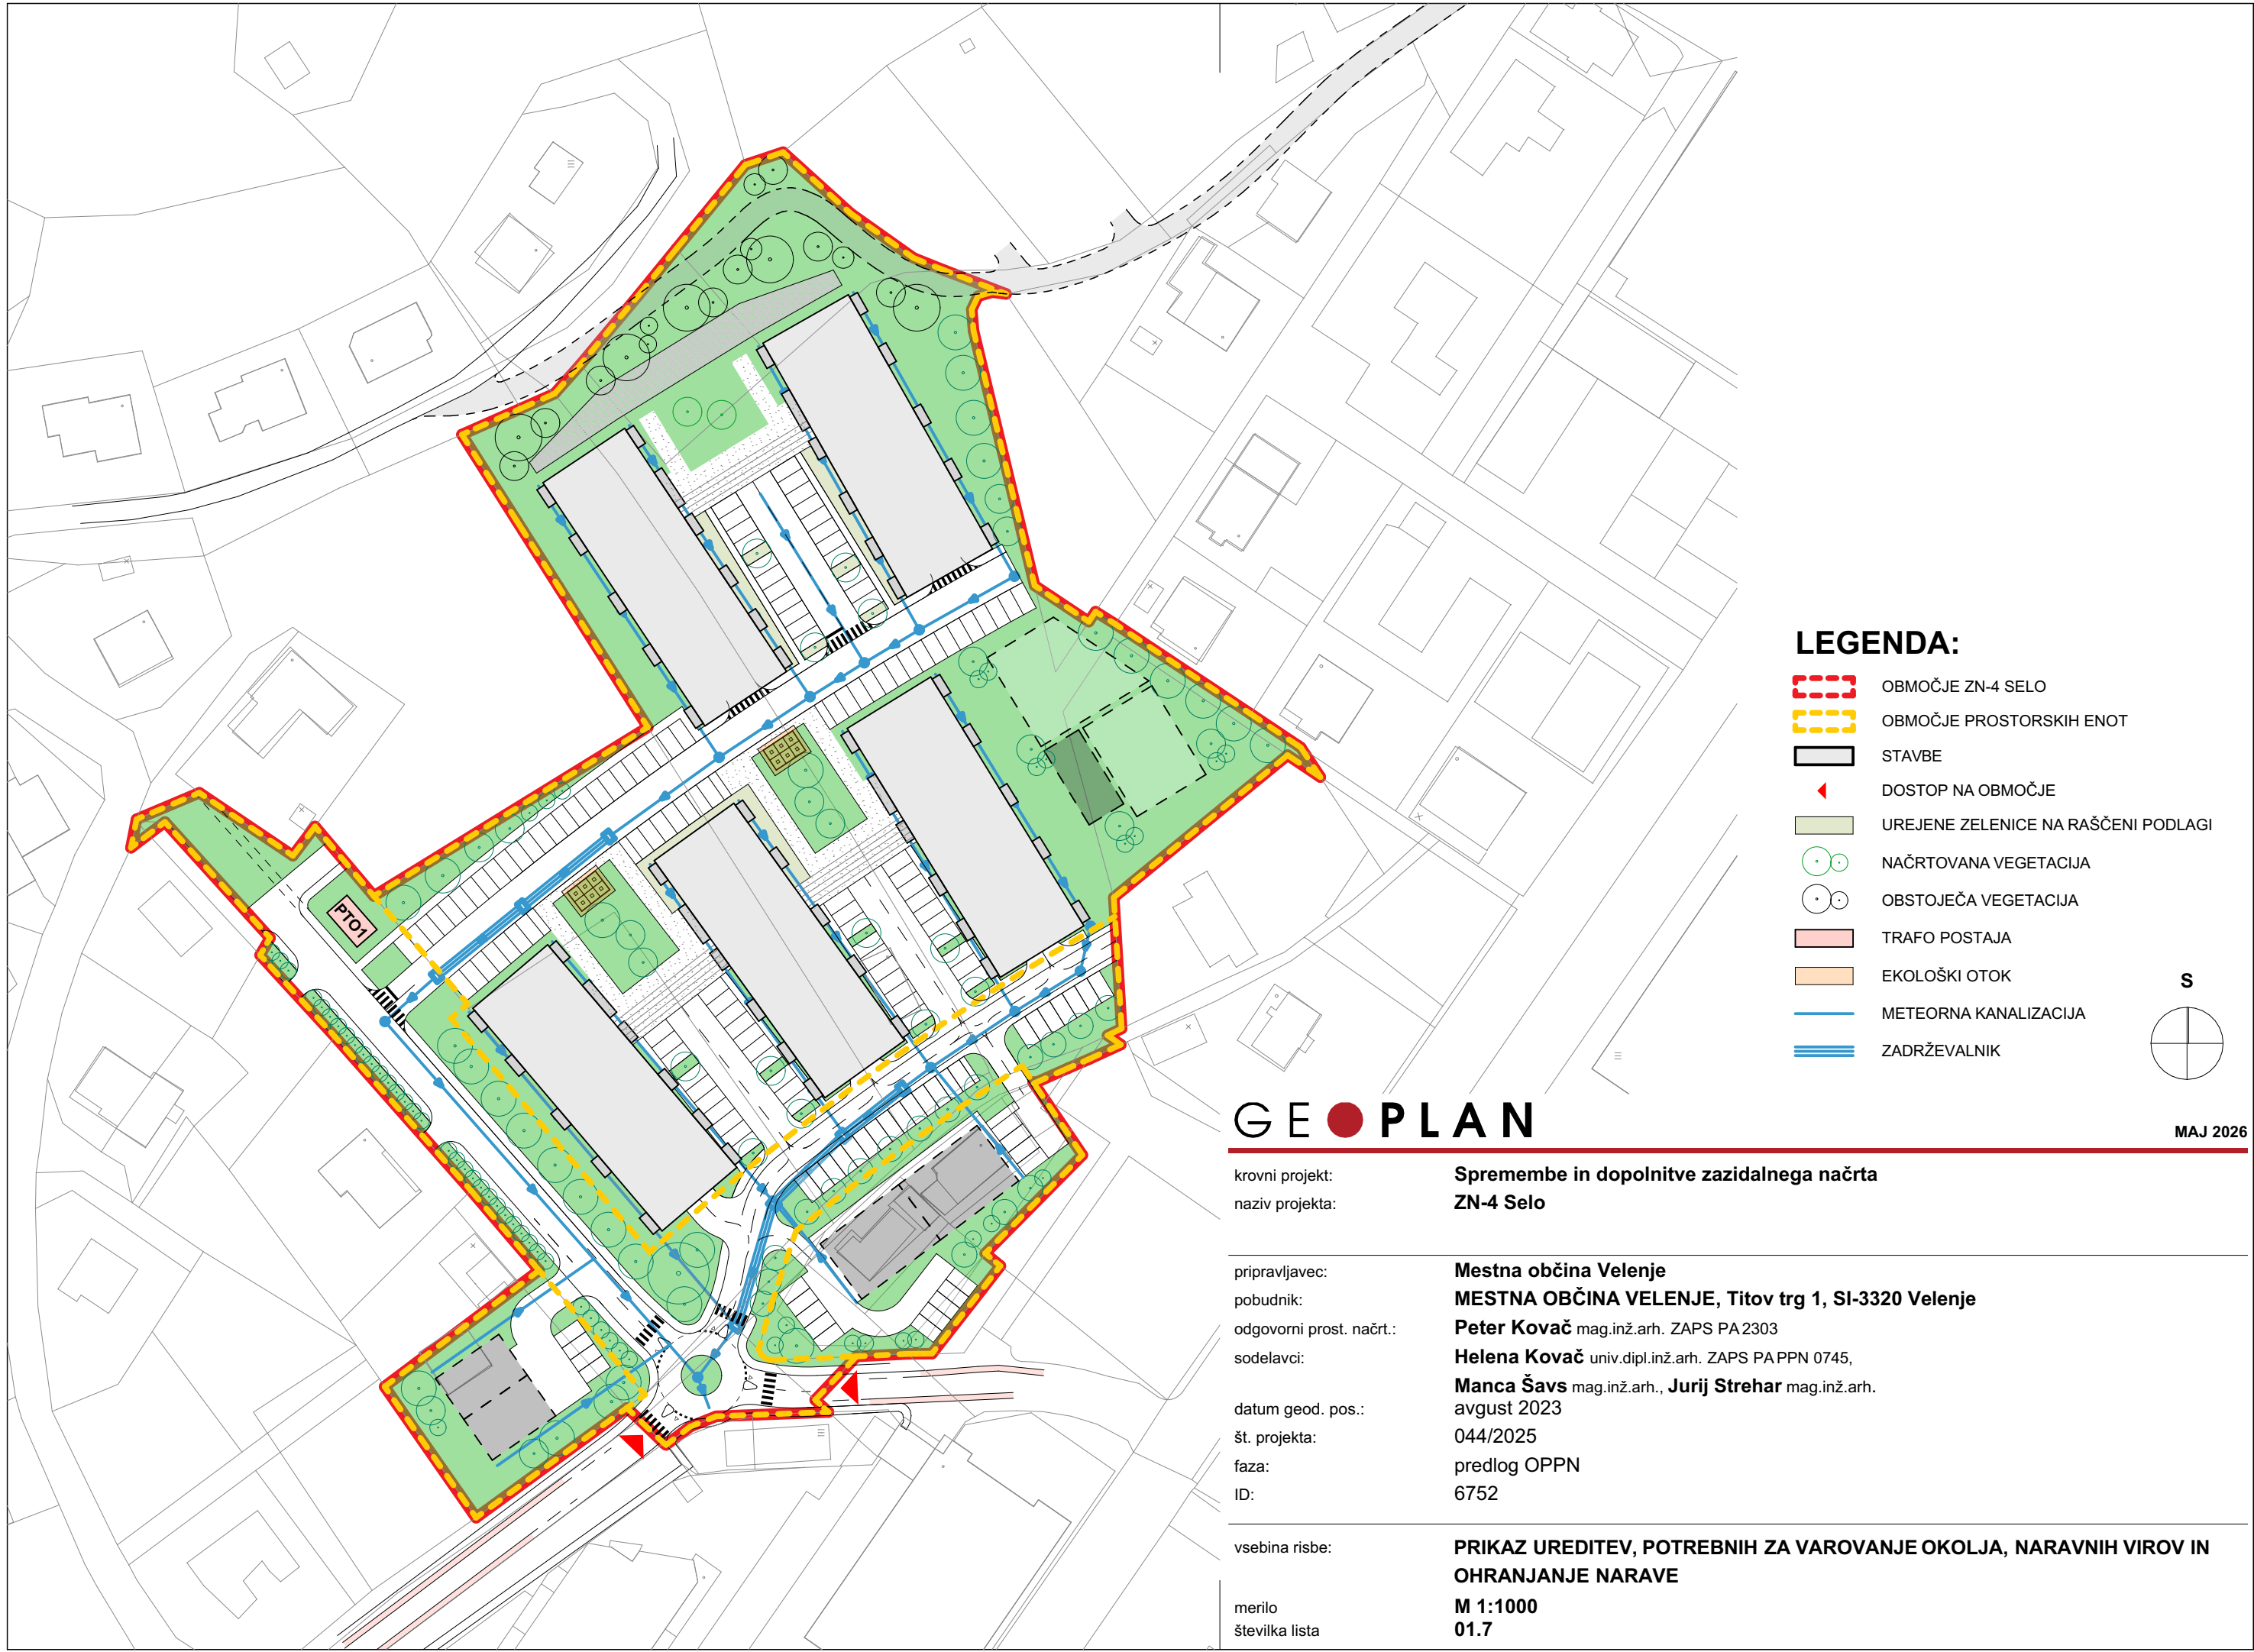 PTO1
LEGENDA:
OBMOČJE ZN-4 SELO
OBMOČJE PROSTORSKIH ENOT
STAVBE
DOSTOP NA OBMOČJE
UREJENE ZELENICE NA RAŠČENI PODLAGI
NAČRTOVANA VEGETACIJA
OBSTOJEČA VEGETACIJA
TRAFO POSTAJA
EKOLOŠKI OTOK
METEORNA KANALIZACIJA
ZADRŽEVALNIK
S
GEOPLAN
MAJ 2026
krovni projekt: Spremembe in dopolnitve zazidalnega načrta
naziv projekta: ZN-4 Selo
pripravljavec: Mestna občina Velenje
pobudnik: MESTNA OBČINA VELENJE, Titov trg 1, SI-3320 Velenje
odgovorni prost. načrt.: Peter Kovač mag.inž.arh. ZAPS PA 2303
sodelavci: Helena Kovač univ.dipl.inž.arh. ZAPS PA PPN 0745,
Manca Šavs mag.inž.arh., Jurij Strehar mag.inž.arh.
datum geod. pos.: avgust 2023
št. projekta: 044/2025
faza: predlog OPPN
ID: 6752
vsebina risbe: PRIKAZ UREDITEV, POTREBNIH ZA VAROVANJE OKOLJA, NARAVNIH VIROV IN
OHRANJANJE NARAVE
merilo M 1:1000
številka lista 01.7